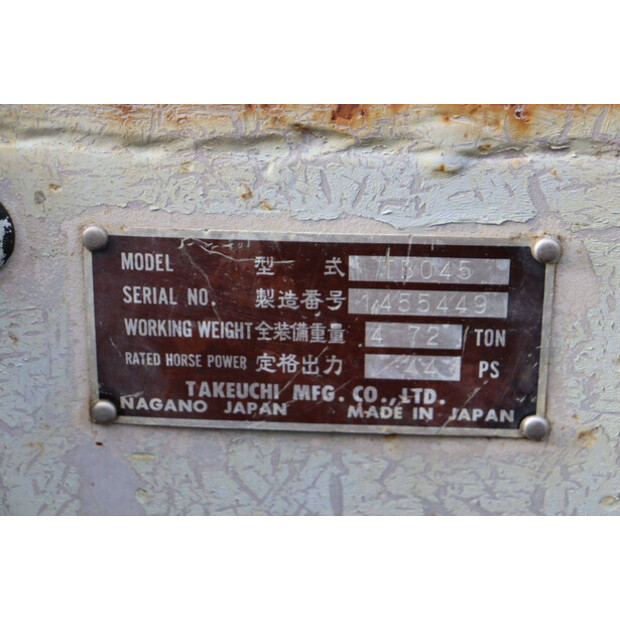 MODEL 型式 TB045
SERIAL NO. 製造番号 1455449
WORKING WEIGHT 全装備重量 4 72 TON
RATED HORSE POWER 定格出力 PS
TAKEUCHI MFG. CO., LTD.
NAGANO JAPAN MADE IN JAPAN